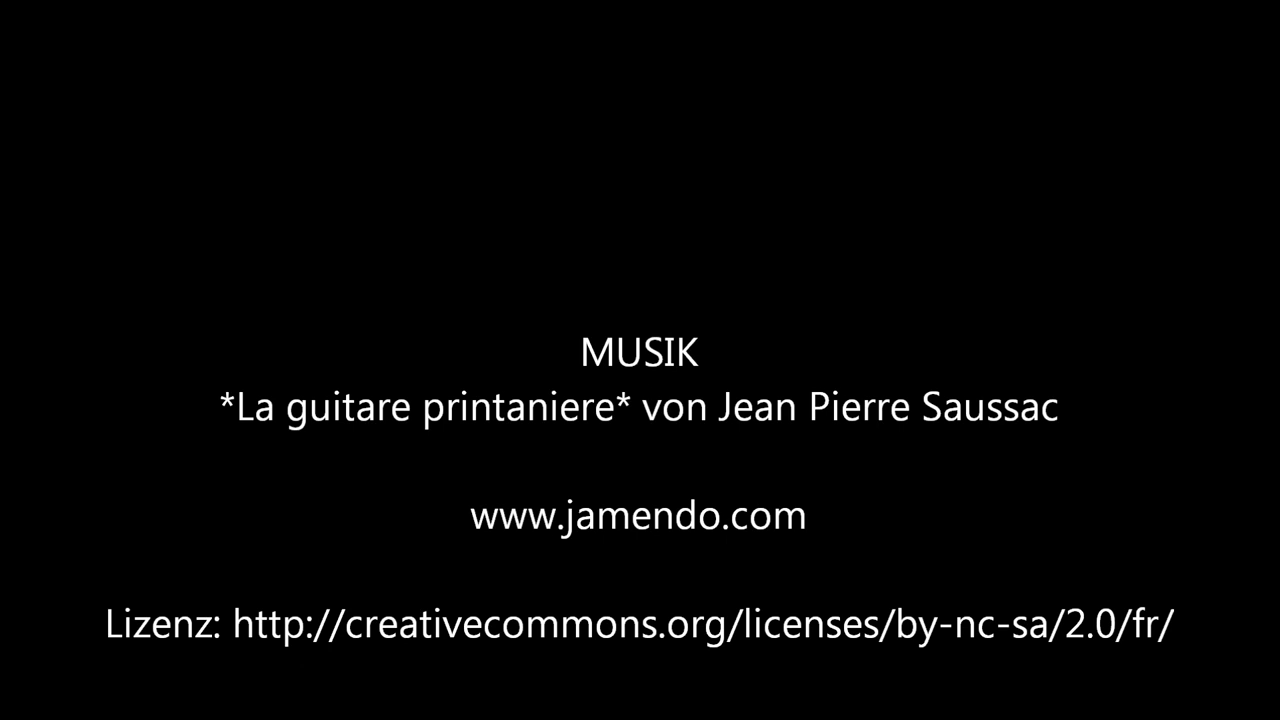 MUSIK
*La guitare printaniere* von Jean Pierre Saussac
www.jamendo.com
Lizenz: http://creativecommons.org/licenses/by-nc-sa/2.0/fr/